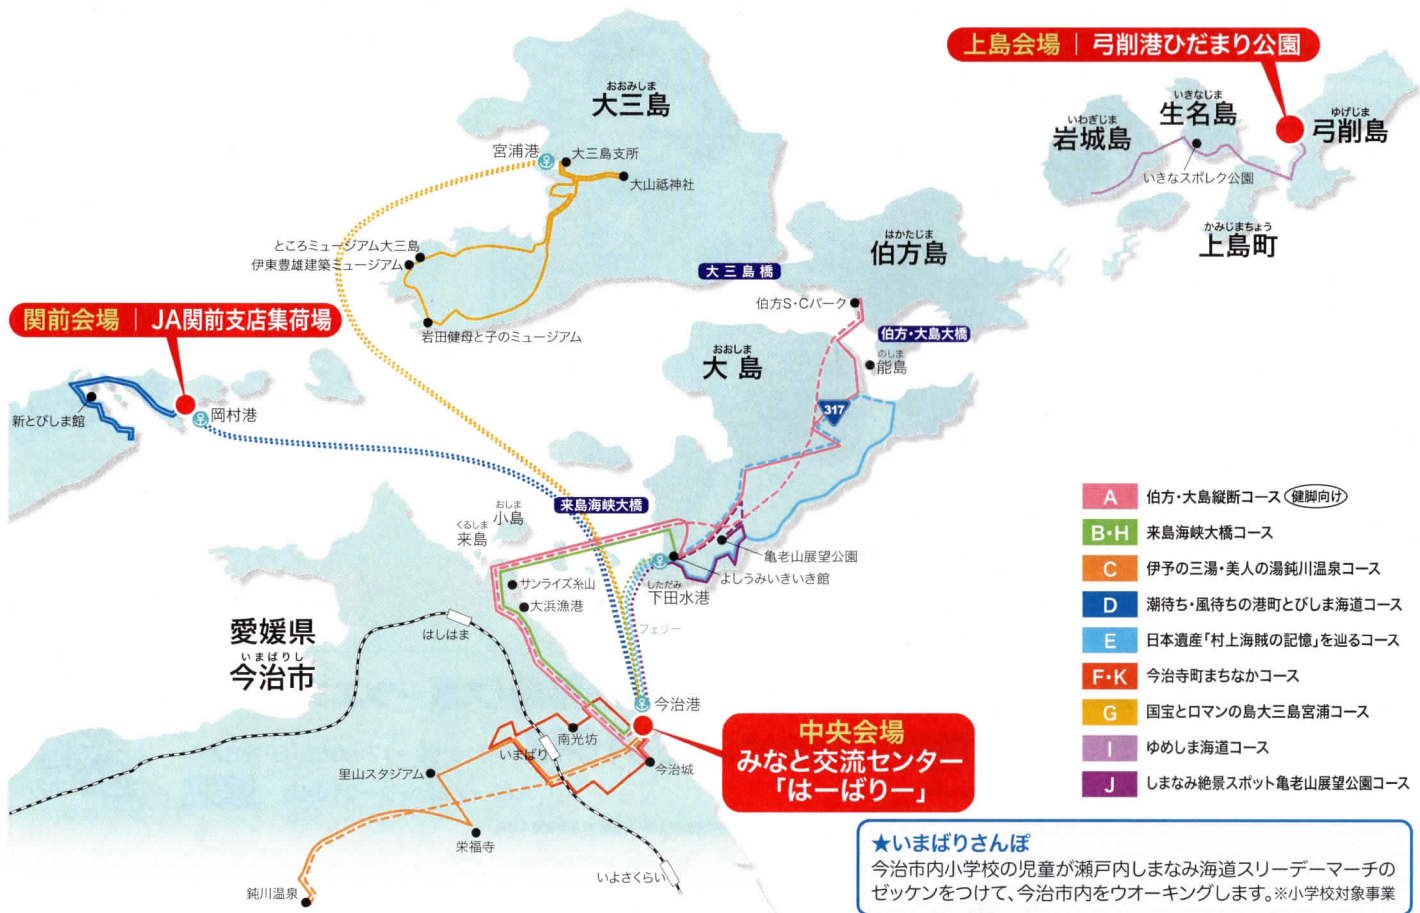 上島会場 | 弓削港ひだまり公園
おおみしま
大三島
いきなじま
生名島
いわぎじま
岩城島
ゆげじま
弓削島
いきなスポレク公園
かみじまちょう
上島町
宮浦港
大三島支所
大山祇神社
ところミュージアム大三島
伊東豊雄建築ミュージアム
岩田健母と子のミュージアム
はかたじま
伯方島
大三島橋
伯方S・Cパーク
伯方・大島大橋
のしま
能島
おおしま
大島
317
関前会場 | JA関前支店集荷場
新とびしま館
岡村港
来島海峡大橋
おしま
小島
くるしま
来島
サンライズ糸山
大浜漁港
亀老山展望公園
よしうみいきいき館
しただみ
下田水港
フェリー
愛媛県
いまばりし
今治市
はしはま
今治港
南光坊
いまばり
今治城
里山スタジアム
栄福寺
鈍川温泉
いよさくらい
中央会場
みなと交流センター
「はーばりー」
A 伯方・大島縦断コース 健脚向け
B・H 来島海峡大橋コース
C 伊予の三湯・美人の湯鈍川温泉コース
D 潮待ち・風待ちの港町とびしま海道コース
E 日本遺産「村上海賊の記憶」を辿るコース
F・K 今治寺町まちなかコース
G 国宝とロマンの島大三島宮浦コース
I ゆめしま海道コース
J しまなみ絶景スポット亀老山展望公園コース
★いまばりさんぽ
今治市内小学校の児童が瀬戸内しまなみ海道スリーデーマーチの
ゼッケンをつけて、今治市内をウオーキングします。※小学校対象事業